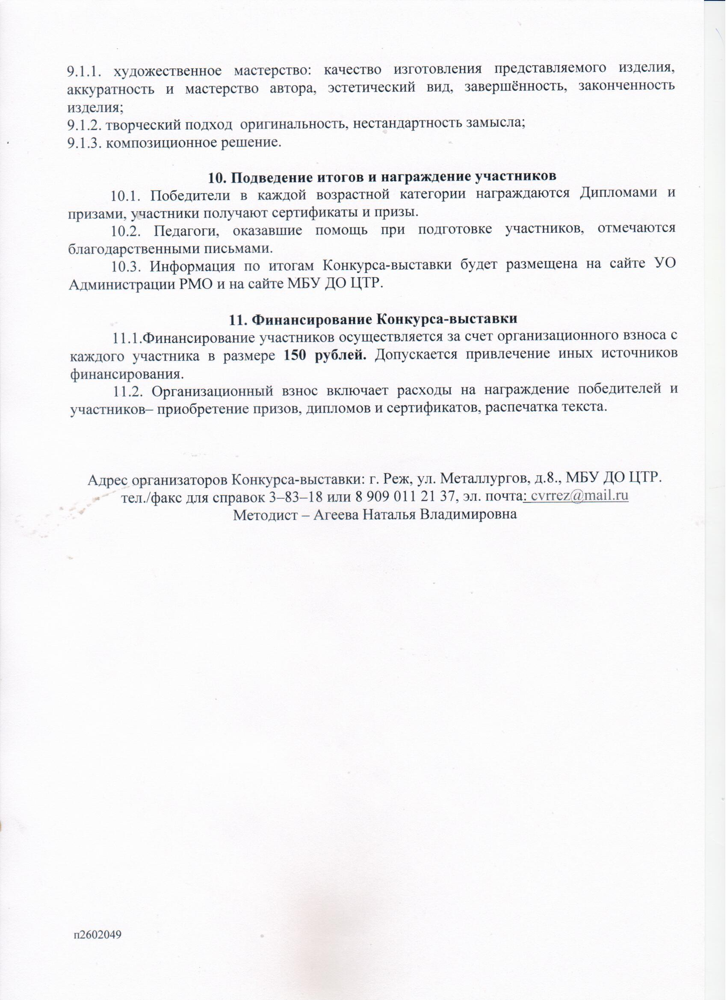 9.1.1. художественное мастерство: качество изготовления представляемого изделия,
аккуратность и мастерство автора, эстетический вид, завершённость, законченность
изделия;
9.1.2. творческий подход  оригинальность, нестандартность замысла;
9.1.3. композиционное решение.
10. Подведение итогов и награждение участников
10.1. Победители в каждой возрастной категории награждаются Дипломами и
призами, участники получают сертификаты и призы.
10.2. Педагоги, оказавшие помощь при подготовке участников, отмечаются
благодарственными письмами.
10.3. Информация по итогам Конкурса-выставки будет размещена на сайте УО
Администрации РМО и на сайте МБУ ДО ЦТР.
11. Финансирование Конкурса-выставки
11.1.Финансирование участников осуществляется за счет организационного взноса с
каждого участника в размере 150 рублей. Допускается привлечение иных источников
финансирования.
11.2. Организационный взнос включает расходы на награждение победителей и
участников– приобретение призов, дипломов и сертификатов, распечатка текста.
Адрес организаторов Конкурса-выставки: г. Реж, ул. Металлургов, д.8., МБУ ДО ЦТР.
тел./факс для справок 3–83–18 или 8 909 011 21 37, эл. почта: cvrrez@mail.ru
Методист – Агеева Наталья Владимировна
п2602049